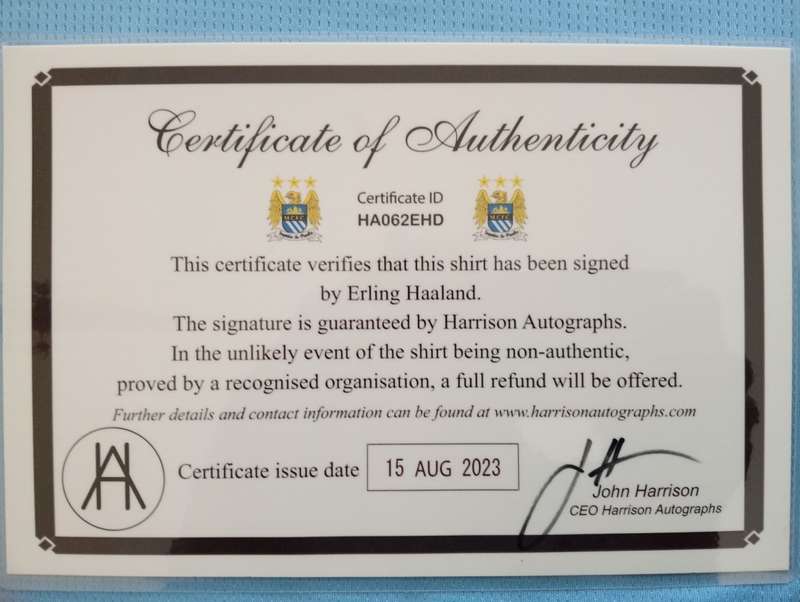 Certificate of Authenticity
Certificate ID
HA062EHD
This certificate verifies that this shirt has been signed
by Erling Haaland.
The signature is guaranteed by Harrison Autographs.
In the unlikely event of the shirt being non-authentic,
proved by a recognised organisation, a full refund will be offered.
Further details and contact information can be found at www.harrisonautographs.com
Certificate issue date 15 AUG 2023
John Harrison
CEO Harrison Autographs